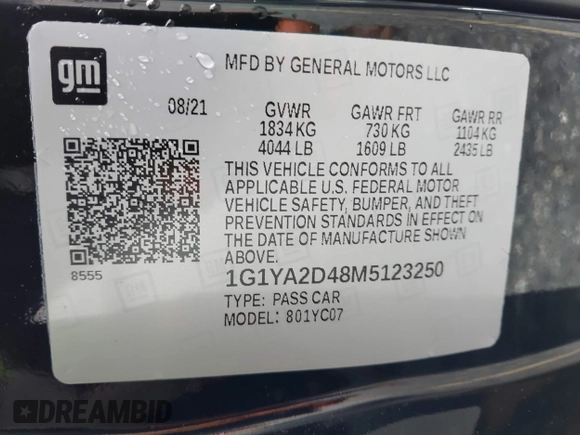 gm
MFD BY GENERAL MOTORS LLC
08/21 GVWR GAWR FRT GAWR RR
1834 KG 730 KG 1104 KG
4044 LB 1609 LB 2435 LB
THIS VEHICLE CONFORMS TO ALL
APPLICABLE U.S. FEDERAL MOTOR
VEHICLE SAFETY, BUMPER, AND THEFT
PREVENTION STANDARDS IN EFFECT ON
THE DATE OF MANUFACTURE SHOWN
ABOVE.
8555
1G1YA2D48M5123250
TYPE: PASS CAR
MODEL: 801YC07
DREAMBID